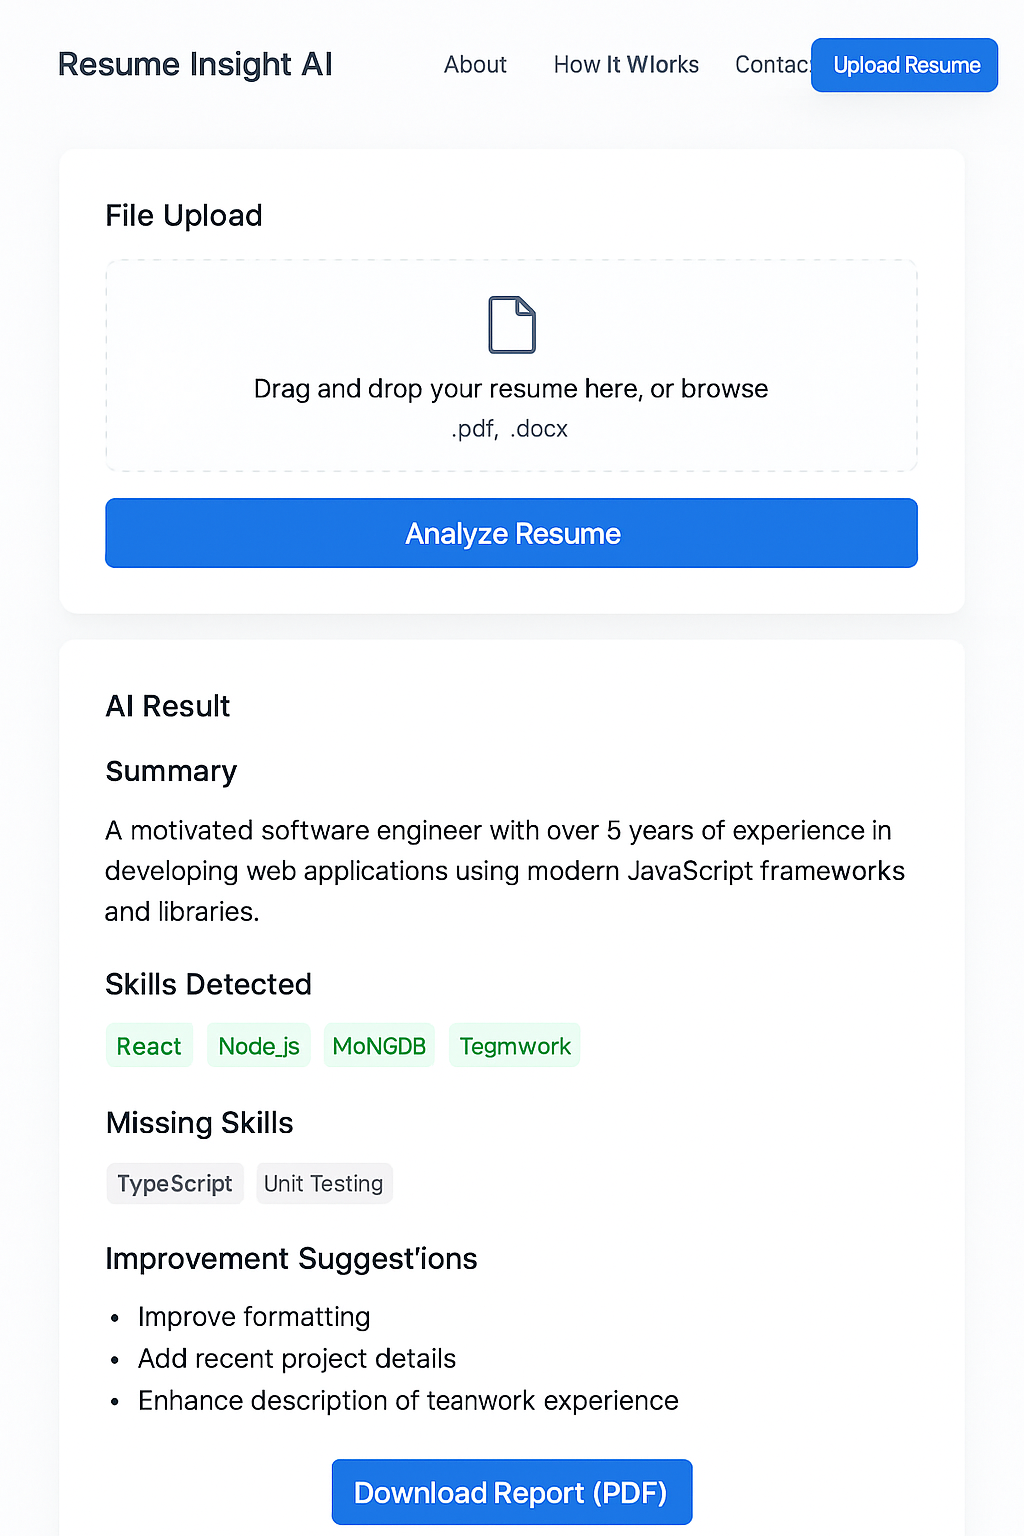 Resume Insight AI
About
How It Wlorks
Contac
Upload Resume
File Upload
Drag and drop your resume here, or browse
.pdf, .docx
Analyze Resume
AI Result
Summary
A motivated software engineer with over 5 years of experience in
developing web applications using modern JavaScript frameworks
and libraries.
Skills Detected
React
Node_js
MoNGDB
Tegmwork
Missing Skills
TypeScript
Unit Testing
Improvement Suggest'ions
• Improve formatting
• Add recent project details
• Enhance description of teanwork experience
Download Report (PDF)